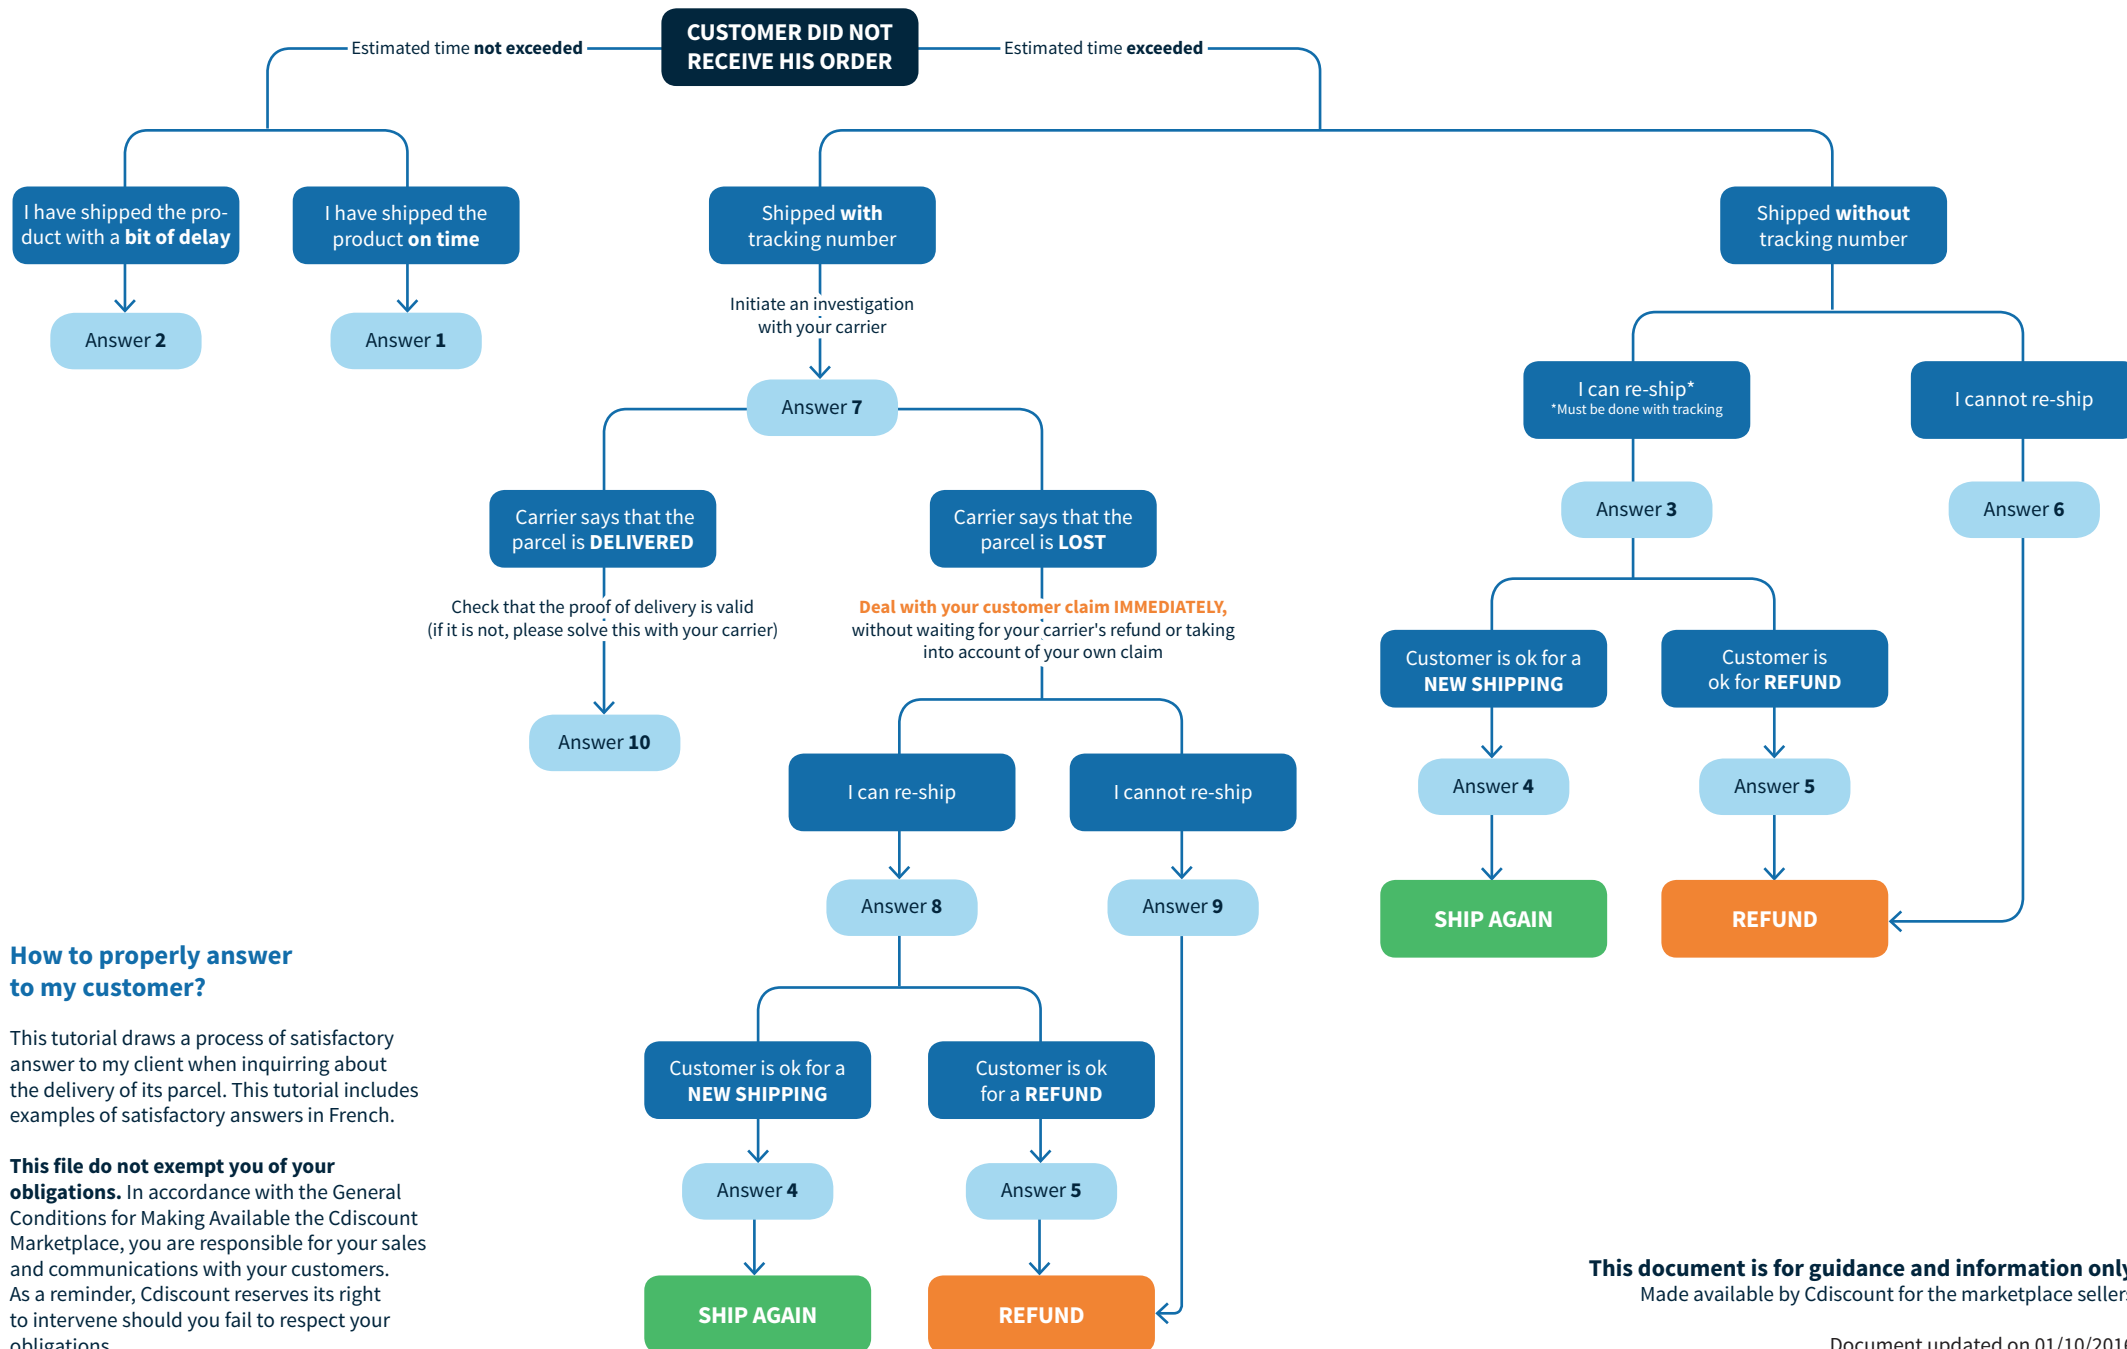 CUSTOMER DID NOT
RECEIVE HIS ORDER
Estimated time not exceeded
Estimated time exceeded
I have shipped the pro-
duct with a bit of delay
I have shipped the
product on time
Shipped with
tracking number
Shipped without
tracking number
Answer 2
Answer 1
Initiate an investigation
with your carrier
Answer 7
I can re-ship*
*Must be done with tracking
I cannot re-ship
Carrier says that the
parcel is DELIVERED
Carrier says that the
parcel is LOST
Answer 3
Answer 6
Check that the proof of delivery is valid
(if it is not, please solve this with your carrier)
Deal with your customer claim IMMEDIATELY,
without waiting for your carrier's refund or taking
into account of your own claim
Customer is ok for a
NEW SHIPPING
Customer is
ok for REFUND
Answer 10
I can re-ship
I cannot re-ship
Answer 4
Answer 5
Answer 8
Answer 9
SHIP AGAIN
REFUND
Customer is ok for a
NEW SHIPPING
Customer is ok
for a REFUND
Answer 4
Answer 5
SHIP AGAIN
REFUND
How to properly answer
to my customer?
This tutorial draws a process of satisfactory
answer to my client when inquirring about
the delivery of its parcel. This tutorial includes
examples of satisfactory answers in French.
This file do not exempt you of your
obligations. In accordance with the General
Conditions for Making Available the Cdiscount
Marketplace, you are responsible for your sales
and communications with your customers.
As a reminder, Cdiscount reserves its right
to intervene should you fail to respect your
obligations
This document is for guidance and information only
Made available by Cdiscount for the marketplace sellers
Document updated on 01/10/2016